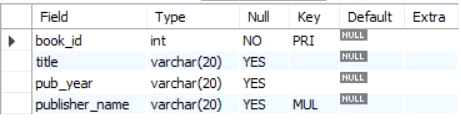 Field Type Null Key Default Extra
book_id int NO PRI NULL
title varchar(20) YES NULL
pub_year varchar(20) YES NULL
publisher_name varchar(20) YES MUL NULL